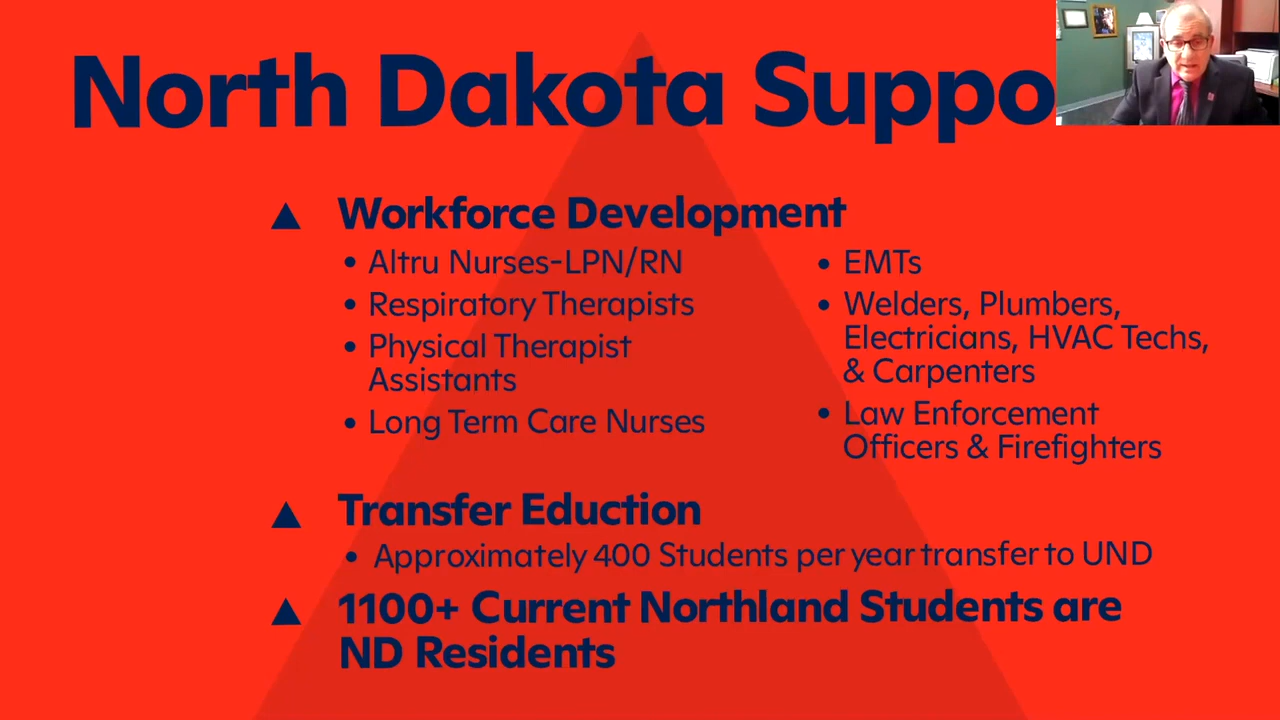 North Dakota Suppo
Workforce Development
• Altru Nurses-LPN/RN
• Respiratory Therapists
• Physical Therapist
Assistants
• Long Term Care Nurses
• EMTs
• Welders, Plumbers,
Electricians, HVAC Techs,
& Carpenters
• Law Enforcement
Officers & Firefighters
Transfer Eduction
• Approximately 400 Students per year transfer to UND
1100+ Current Northland Students are
ND Residents